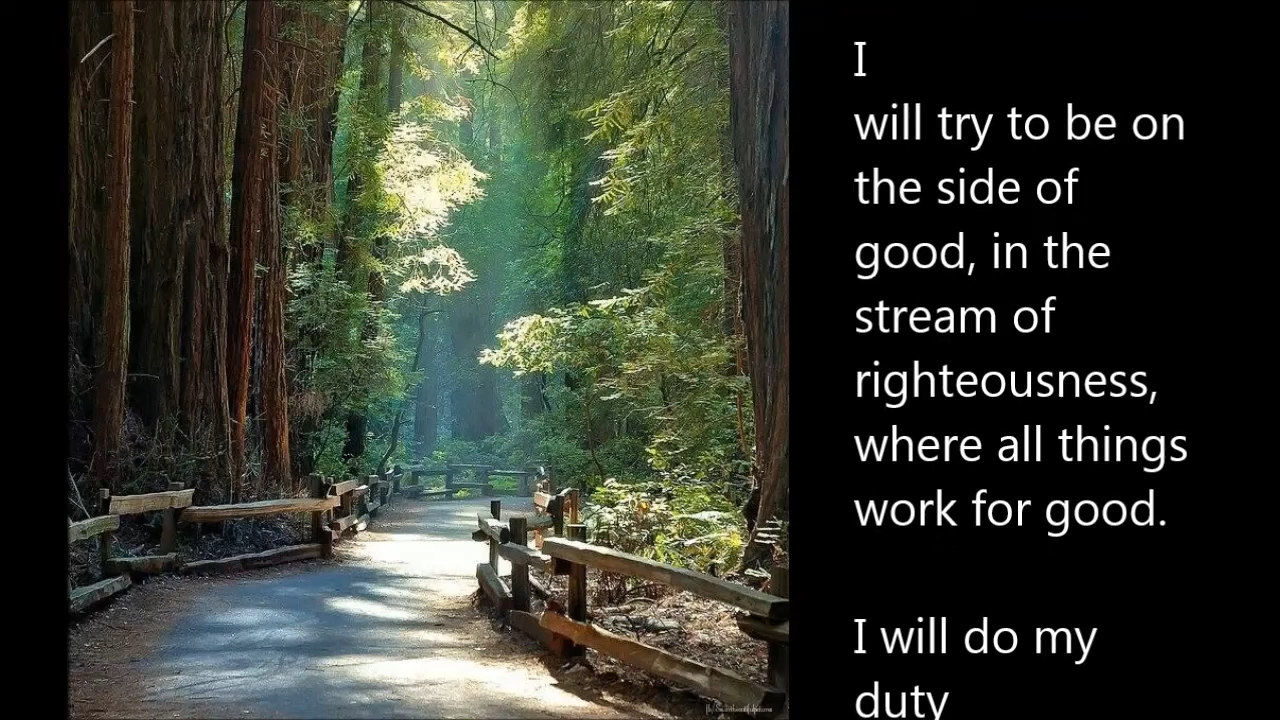 I
will try to be on
the side of
good, in the
stream of
righteousness,
where all things
work for good.
I will do my
duty